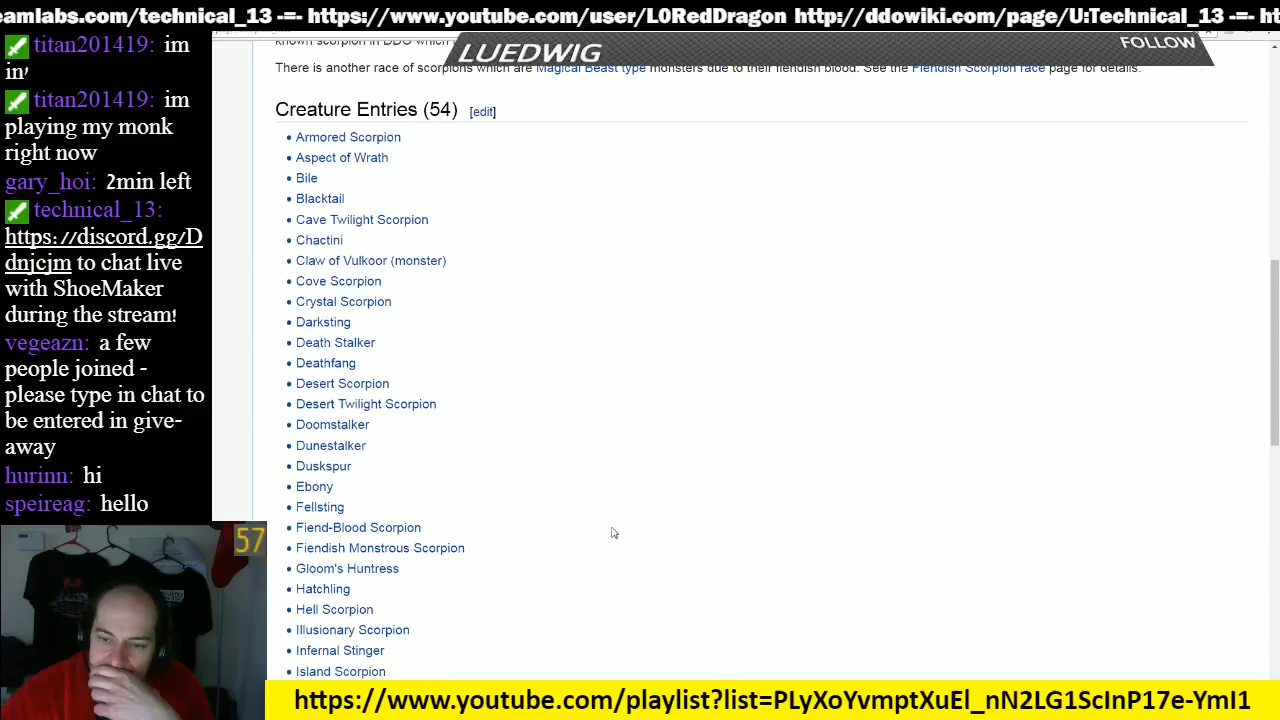 eamlabs.com/technical_13 -=- https://www.youtube.com/user/L0RedDragon http://ddowiki.com/page/U:Technical_13 -=- ht
titan201419: im
in'
titan201419: im
playing my monk
right now
gary_hoi: 2min left
technical_13:
https://discord.gg/D
dnjcjm to chat live
with ShoeMaker
during the stream!
vegeazn: a few
people joined -
please type in chat to
be entered in give-
away
hurinn: hi
speireag: hello
57
LUEDWIG
FOLLOW
known scorpion in DDO which
There is another race of scorpions which are Magical Beast type monsters due to their fiendish blood. See the Fiendish Scorpion race page for details.
Creature Entries (54) [edit]
Armored Scorpion
Aspect of Wrath
Bile
Blacktail
Cave Twilight Scorpion
Chactini
Claw of Vulkoor (monster)
Cove Scorpion
Crystal Scorpion
Darksting
Death Stalker
Deathfang
Desert Scorpion
Desert Twilight Scorpion
Doomstalker
Dunestalker
Duskspur
Ebony
Fellsting
Fiend-Blood Scorpion
Fiendish Monstrous Scorpion
Gloom's Huntress
Hatchling
Hell Scorpion
Illusionary Scorpion
Infernal Stinger
Island Scorpion
https://www.youtube.com/playlist?list=PLyXoYvmptXuEl_nN2LG1ScInP17e-YmI1